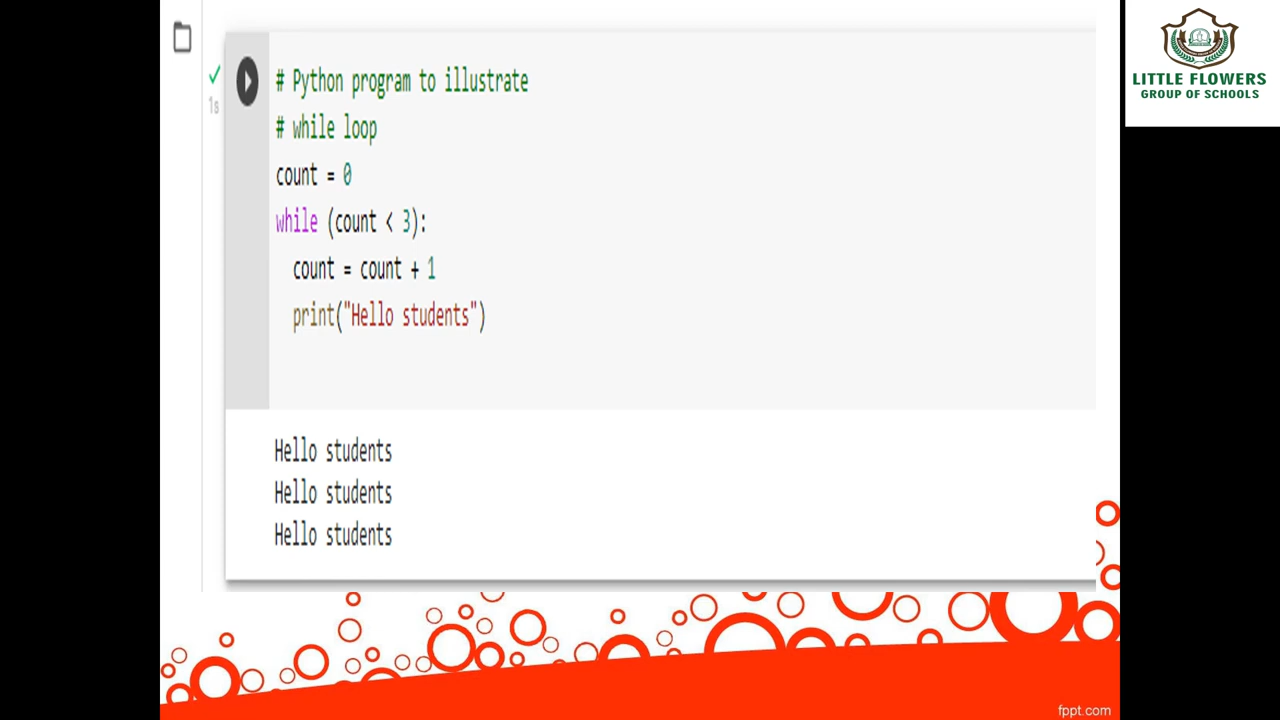 LITTLE FLOWERS
GROUP OF SCHOOLS
1s
# Python program to illustrate
# while loop
count = 0
while (count < 3):
  count = count + 1
  print("Hello students")
Hello students
Hello students
Hello students
fppt.com